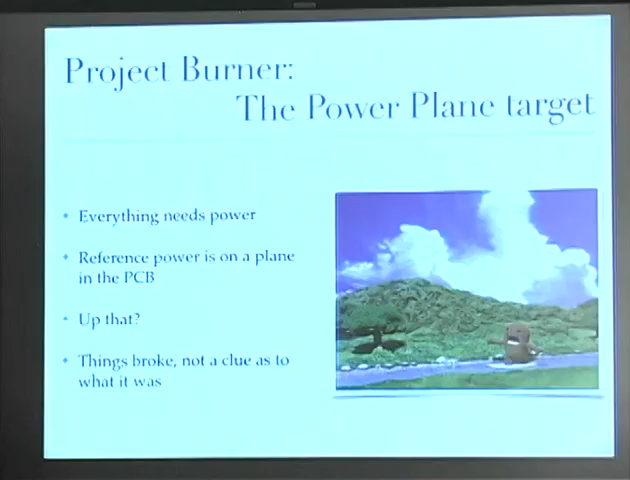 Project Burner:
The Power Plane target
• Everything needs power
• Reference power is on a plane
in the PCB
• Up that?
• Things broke, not a clue as to
what it was